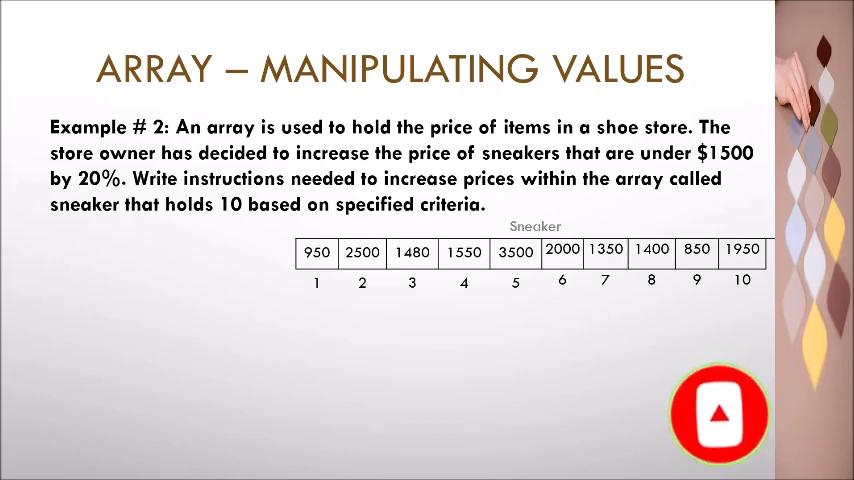 ARRAY – MANIPULATING VALUES
Example # 2: An array is used to hold the price of items in a shoe store. The
store owner has decided to increase the price of sneakers that are under $1500
by 20%. Write instructions needed to increase prices within the array called
sneaker that holds 10 based on specified criteria.
Sneaker
950 2500 1480 1550 3500 2000 1350 1400 850 1950
1 2 3 4 5 6 7 8 9 10